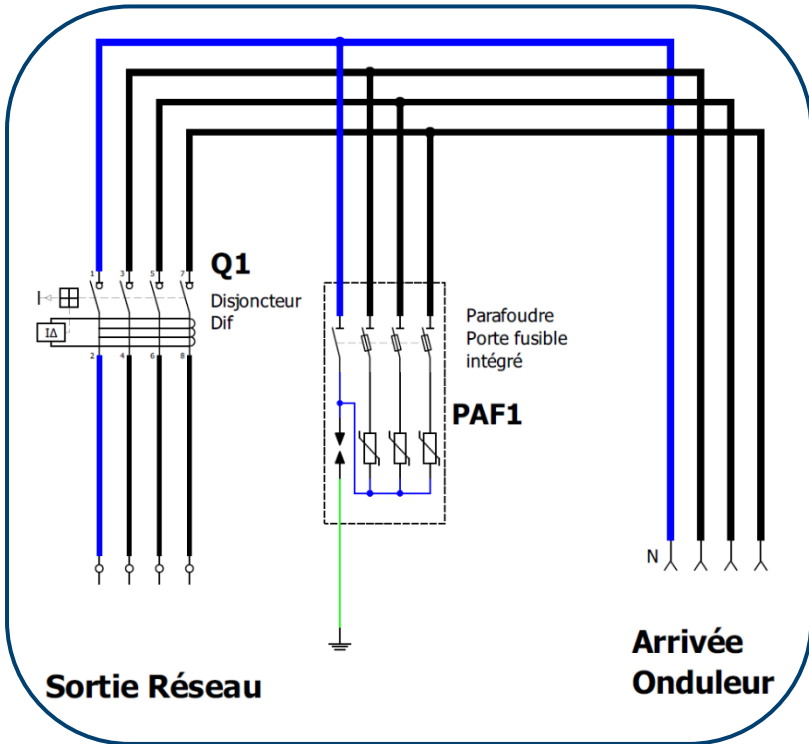 1 3 5 7
Q1
Disjoncteur
Dif
IΔ
2 4 6 8
Parafoudre
Porte fusible
intégré
PAF1
N
Sortie Réseau
Arrivée
Onduleur